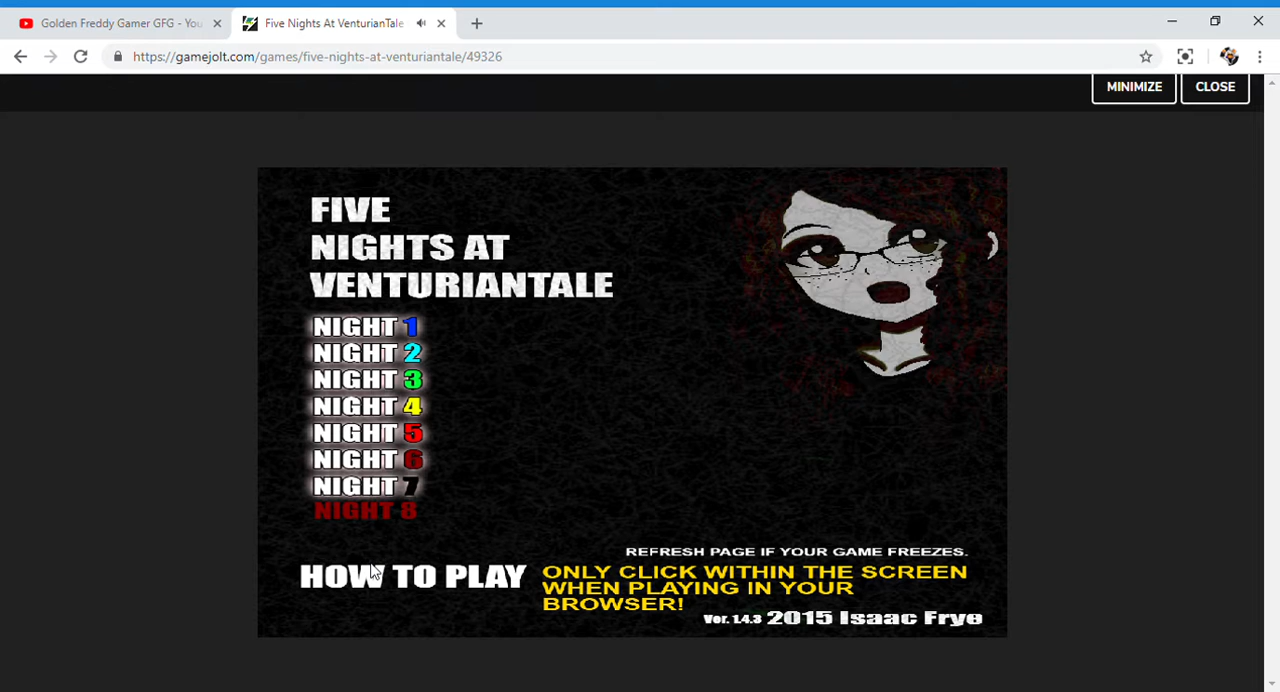 Golden Freddy Gamer GFG - You
Five Nights At VenturianTale
https://gamejolt.com/games/five-nights-at-venturiantale/49326
MINIMIZE
CLOSE
FIVE
NIGHTS AT
VENTURIANTALE
NIGHT 1
NIGHT 2
NIGHT 3
NIGHT 4
NIGHT 5
NIGHT 6
NIGHT 7
NIGHT 8
REFRESH PAGE IF YOUR GAME FREEZES.
HOW TO PLAY
ONLY CLICK WITHIN THE SCREEN
WHEN PLAYING IN YOUR
BROWSER!
Ver. 1.4.3 2015 Isaac Frye